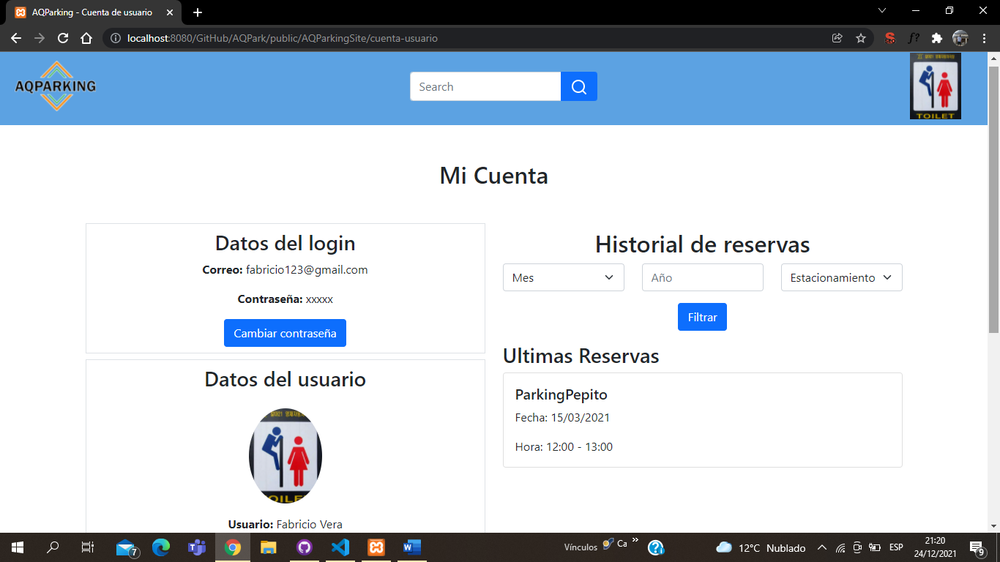 AQParking - Cuenta de usuario
localhost:8080/GitHub/AQPark/public/AQParkingSite/cuenta-usuario
AQPARKING
Search
TOILET
Mi Cuenta
Datos del login
Correo: fabricio123@gmail.com
Contraseña: xxxxx
Cambiar contraseña
Datos del usuario
TOILET
Usuario: Fabricio Vera
Historial de reservas
Mes
Año
Estacionamiento
Filtrar
Ultimas Reservas
ParkingPepito
Fecha: 15/03/2021
Hora: 12:00 - 13:00
7
Vínculos
Ca
12°C Nublado
ESP
21:20
24/12/2021
9